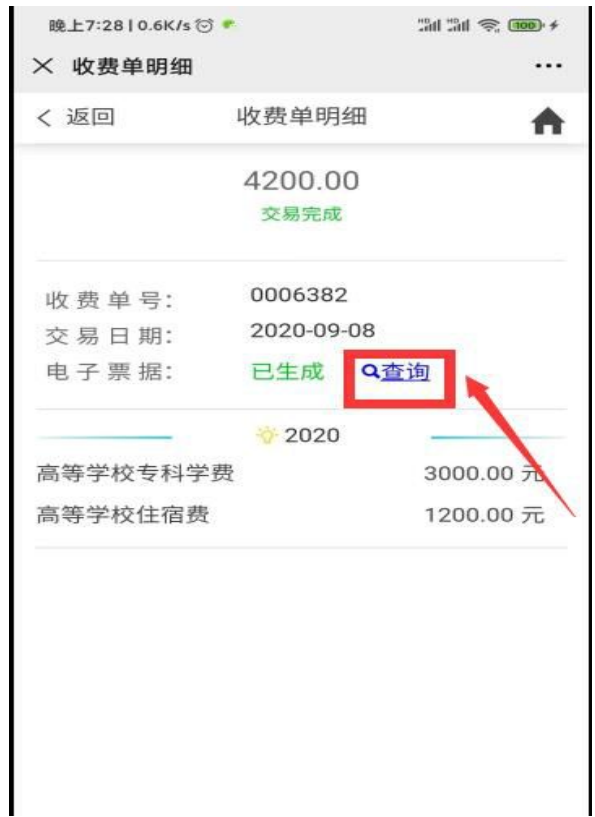 晚上7:28 | 0.6K/s HD HD 100
收费单明细 ...
< 返回 收费单明细
4200.00
交易完成
收费单号: 0006382
交易日期: 2020-09-08
电子票据: 已生成 查询
2020
高等学校专科学费 3000.00 元
高等学校住宿费 1200.00 元